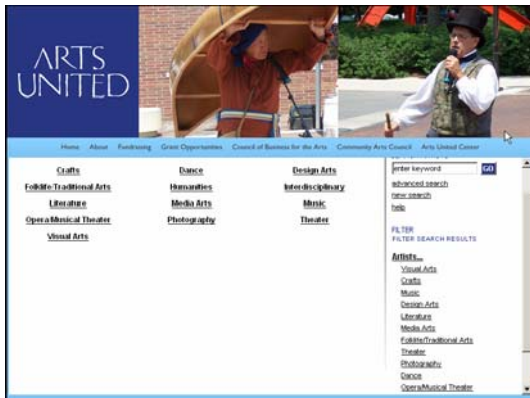 ARTS
UNITED
Home About Fundraising Grant Opportunities Council of Business for the Arts Community Arts Council Arts United Center
Crafts Dance Design Arts
Folklife/Traditional Arts Humanities Interdisciplinary
Literature Media Arts Music
Opera/Musical Theater Photography Theater
Visual Arts
enter keyword GO
advanced search
new search
help
FILTER
FILTER SEARCH RESULTS
Artists...
Visual Arts
Crafts
Music
Design Arts
Literature
Media Arts
Folklife/Traditional Arts
Theater
Photography
Dance
Opera/Musical Theater